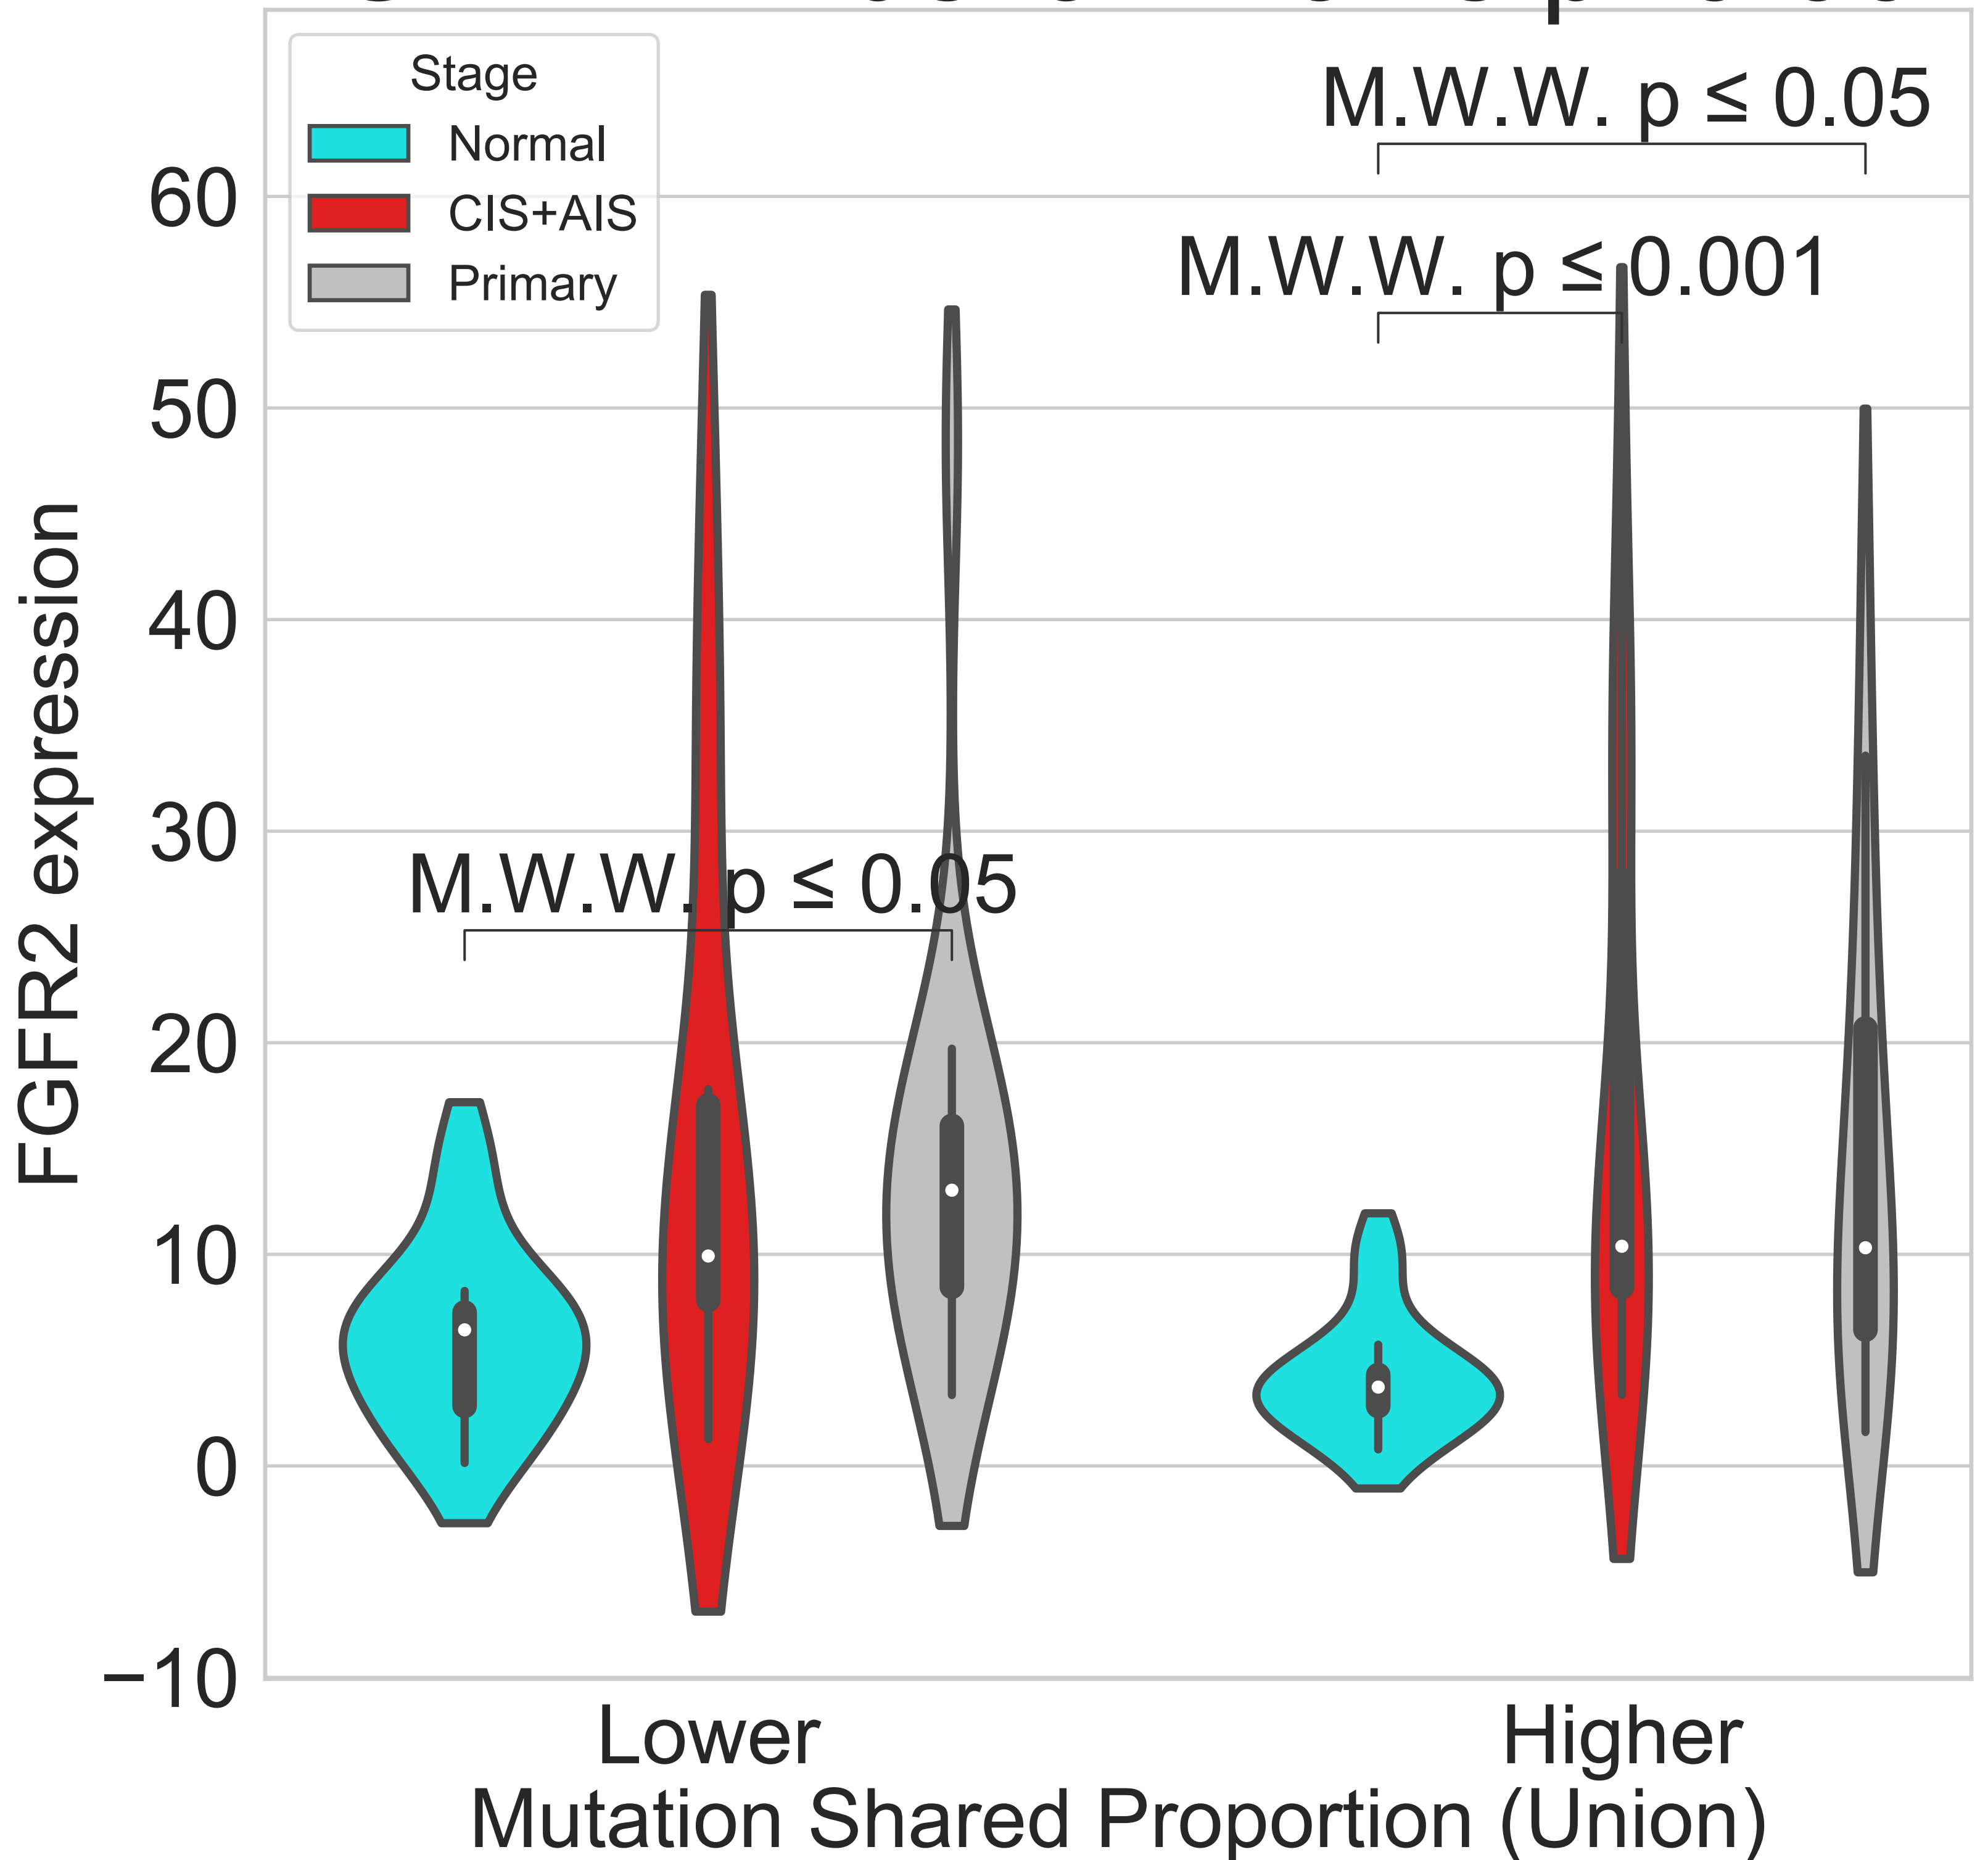 Stage
Normal
CIS+AIS
Primary
M.W.W. p ≤ 0.05
M.W.W. p ≤ 0.001
M.W.W. p ≤ 0.05
60
50
40
30
20
10
0
−10
FGFR2 expression
Lower
Higher
Mutation Shared Proportion (Union)